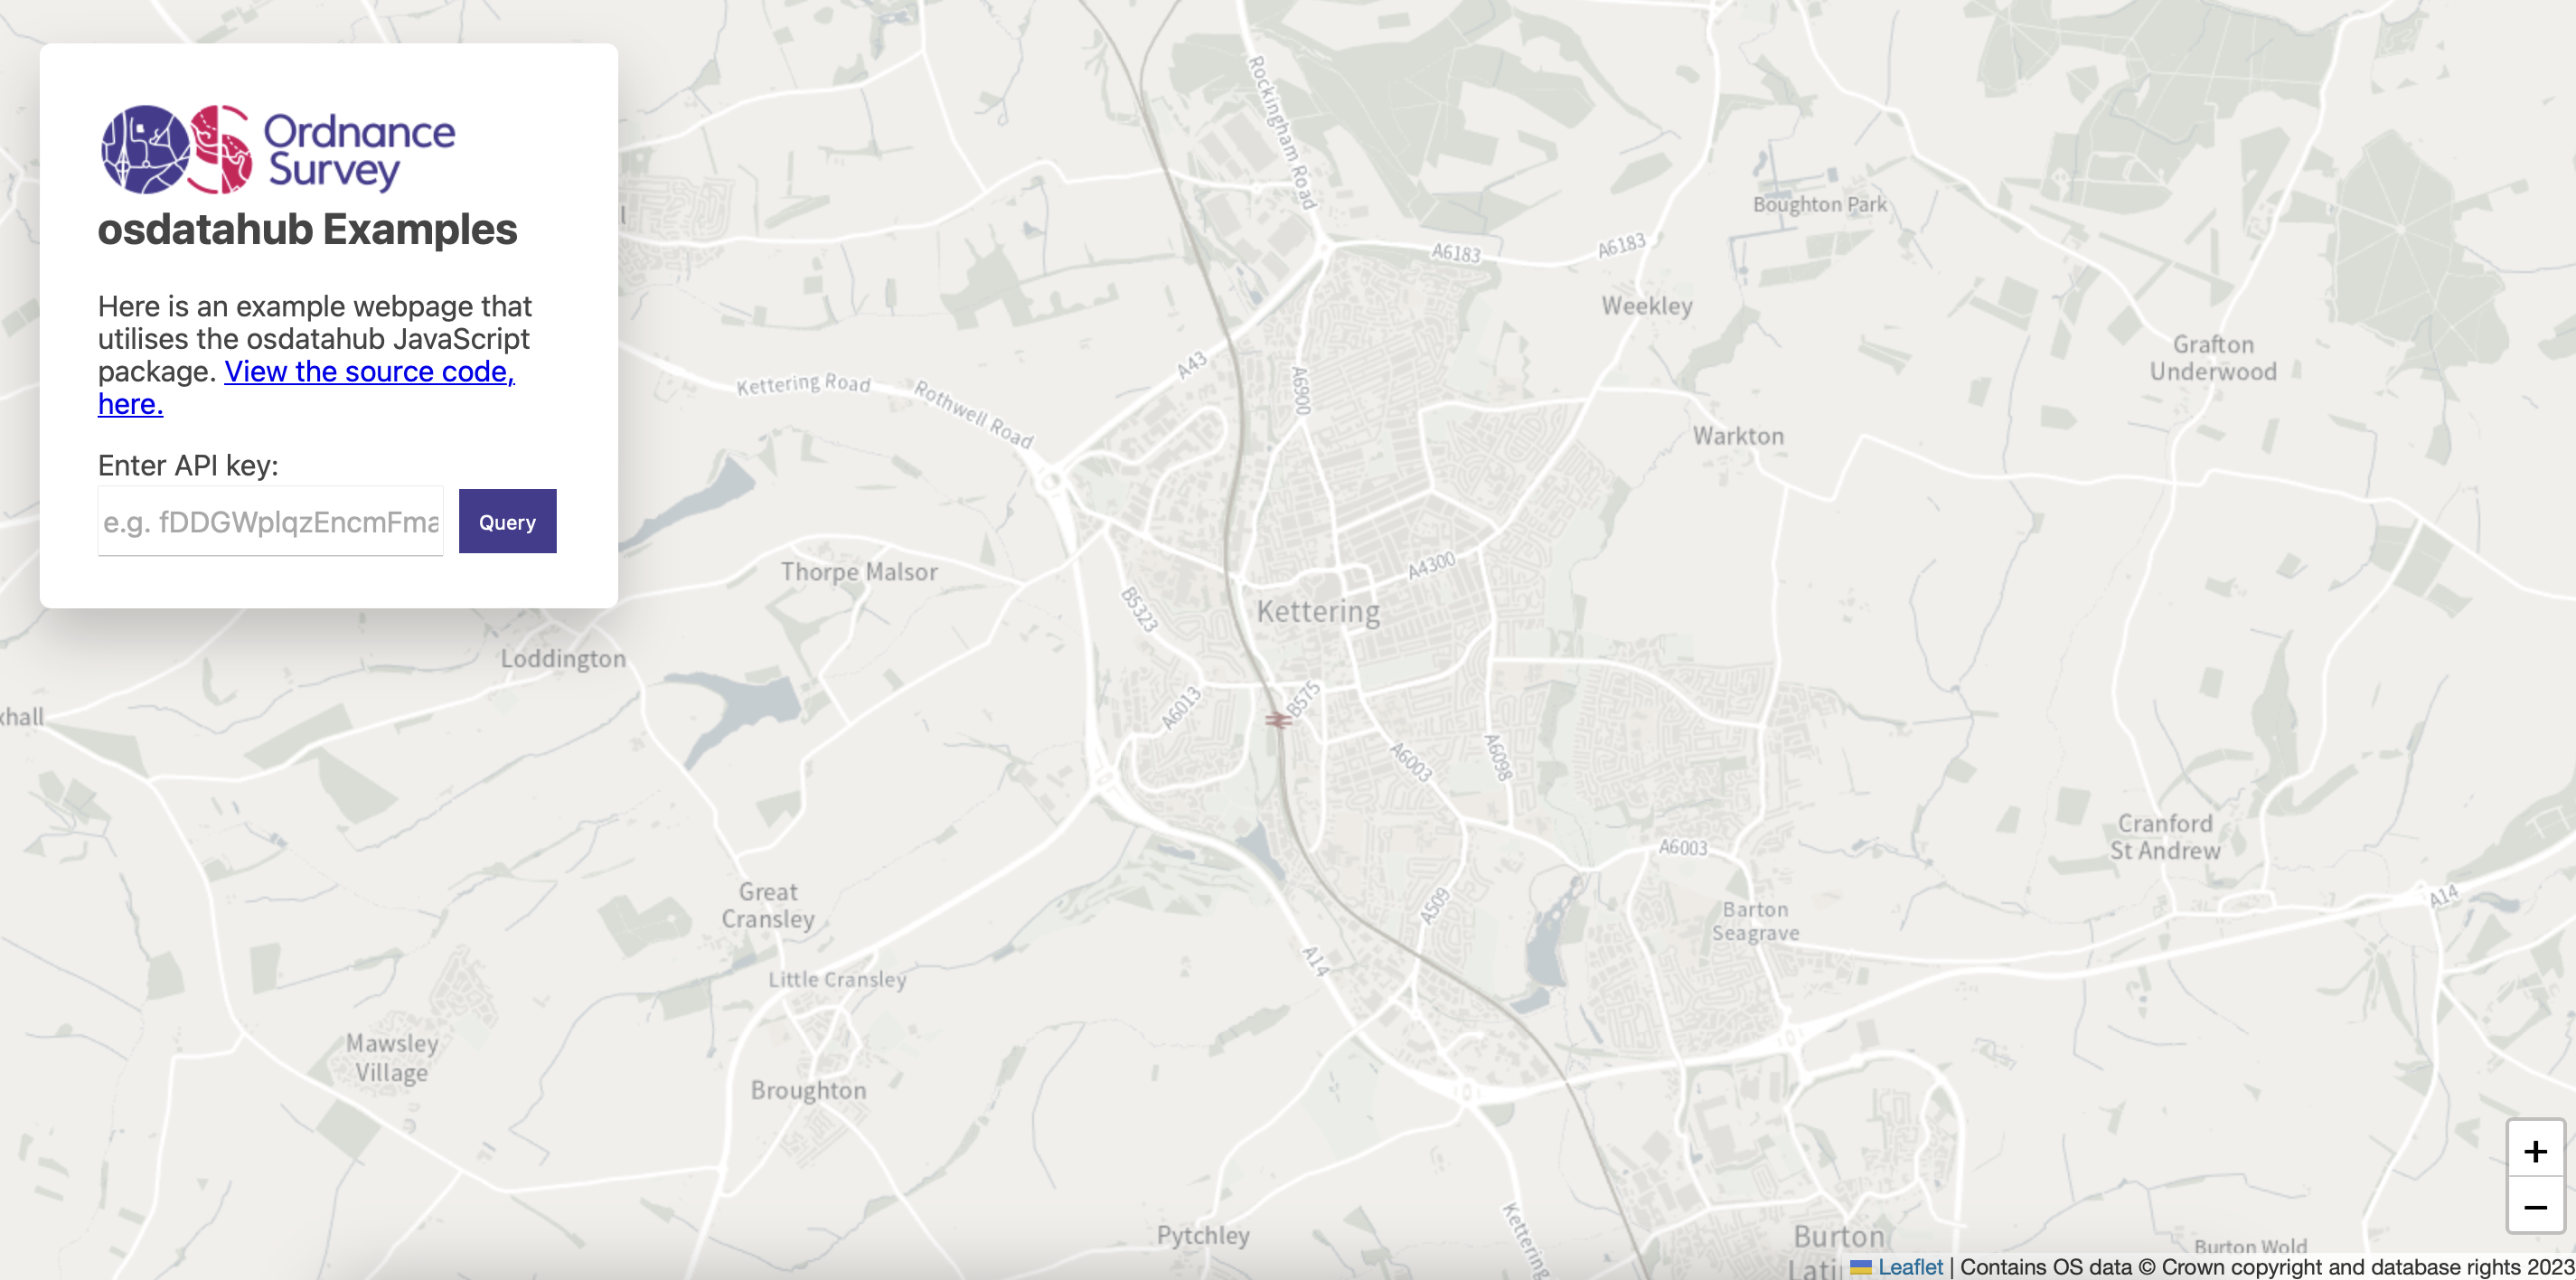 Ordnance
Survey
osdatahub Examples
Here is an example webpage that
utilises the osdatahub JavaScript
package. View the source code,
here.
Enter API key:
e.g. fDDGWplqzEncmFma
Query
Rockingham Road
Boughton Park
A6183
A6183
Weekley
Grafton
Underwood
A43
Kettering Road
Rothwell Road
A6900
Warkton
Thorpe Malsor
A4300
B5323
Kettering
Loddington
xhall
A6013
B575
A6003
A6098
Cranford
St Andrew
A6003
Great
Cransley
A509
Barton
Seagrave
A14
A14
Little Cransley
Mawsley
Village
Broughton
Pytchley
Kettering
Burton
Burton Wold
+
−
Leaflet | Contains OS data © Crown copyright and database rights 2023